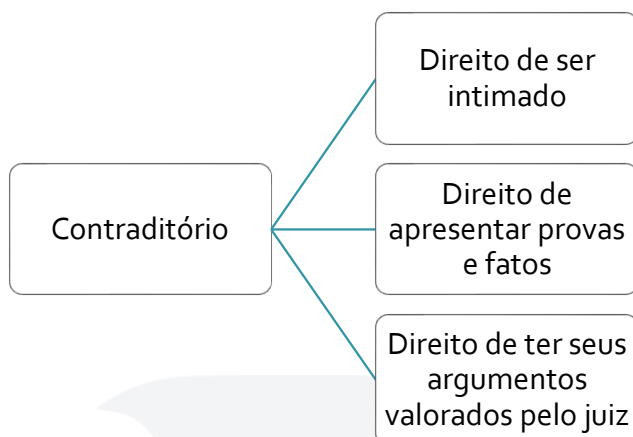 Direito de ser
intimado
Contraditório
Direito de
apresentar provas
e fatos
Direito de ter seus
argumentos
valorados pelo juiz